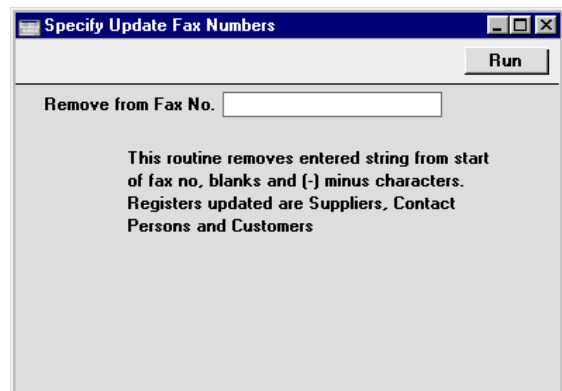 Specify Update Fax Numbers
Run
Remove from Fax No.
This routine removes entered string from start
of fax no, blanks and (-) minus characters.
Registers updated are Suppliers, Contact
Persons and Customers